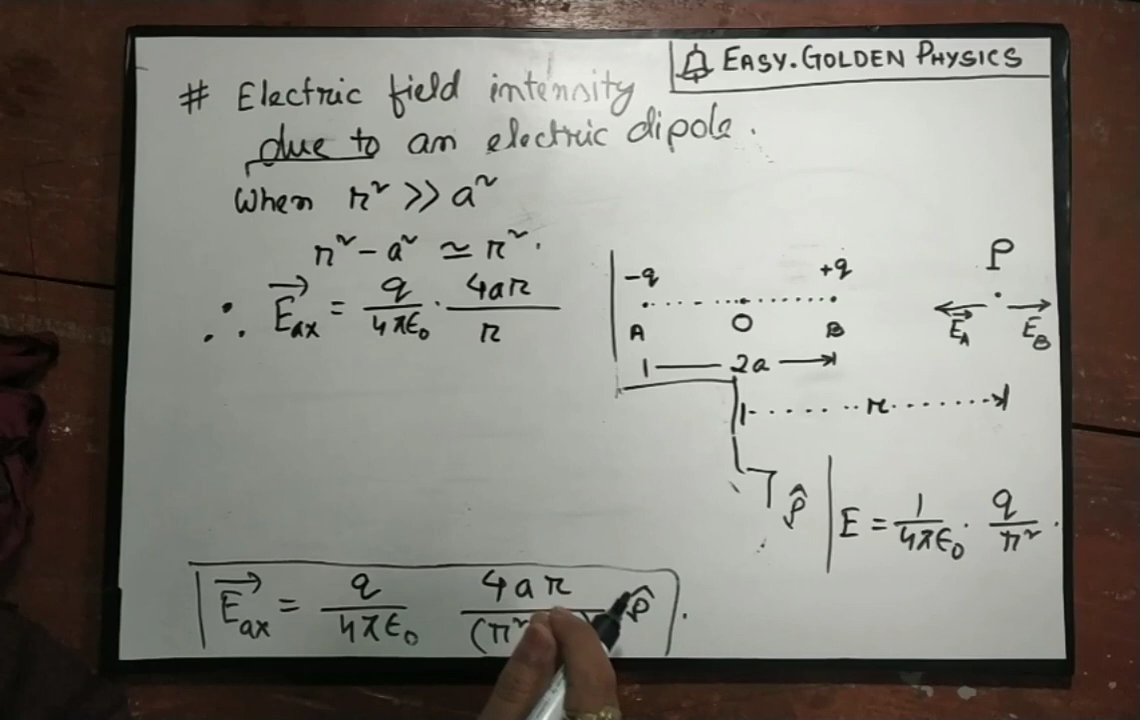 EASY.GOLDEN PHYSICS
# Electric field intensity
due to an electric dipole.
When r² >> a²
r² - a² ≃ r².
∴ E⃗ax = q/4πϵ₀ · 4ar/r
-q +q P
A O B E⃗A E⃗B
2a
r
p̂ E = 1/4πϵ₀ · q/r² ·
E⃗ax = q/4πϵ₀ 4ar/(r² p̂ .